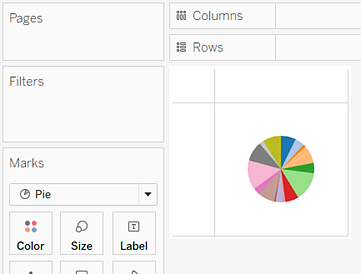 Pages
Columns
Rows
Filters
Marks
Pie
Color
Size
Label